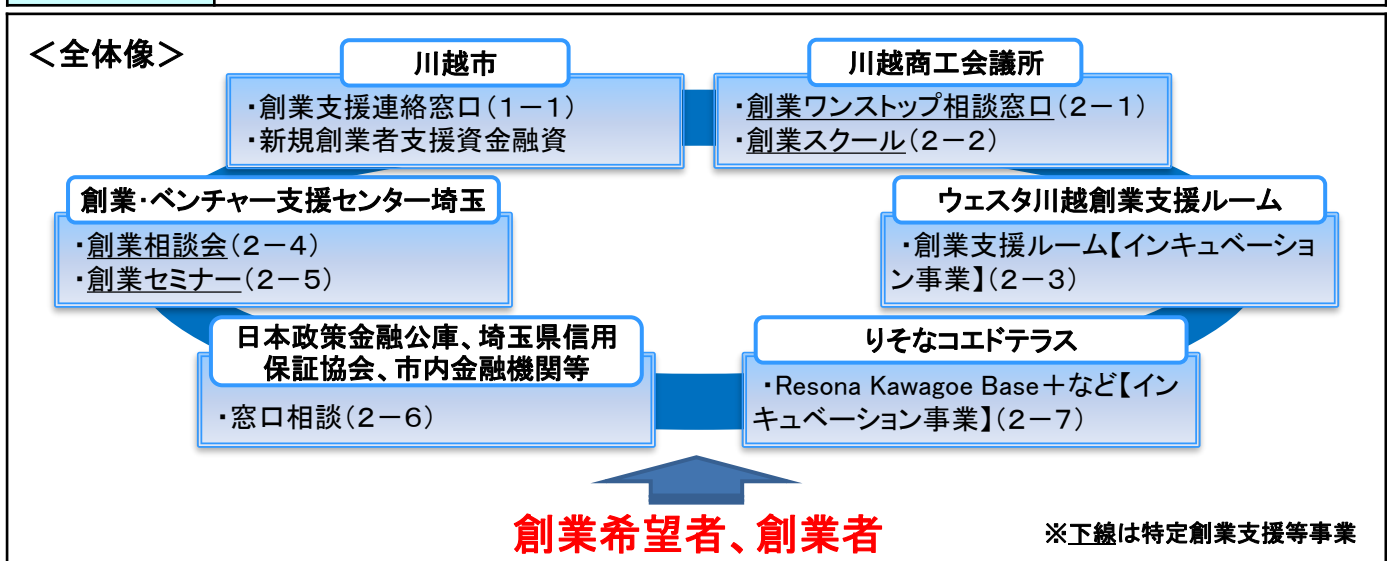 ＜全体像＞
川越市
・創業支援連絡窓口(１－１)
・新規創業者支援資金融資
川越商工会議所
・創業ワンストップ相談窓口(２－１)
・創業スクール(２－２)
創業・ベンチャー支援センター埼玉
・創業相談会(２－４)
・創業セミナー(２－５)
ウェスタ川越創業支援ルーム
・創業支援ルーム【インキュベーショ
ン事業】(２－３)
日本政策金融公庫、埼玉県信用
保証協会、市内金融機関等
・窓口相談(２－６)
りそなコエドテラス
・Resona Kawagoe Base＋など【イン
キュベーション事業】(２－７)
創業希望者、創業者
※下線は特定創業支援等事業